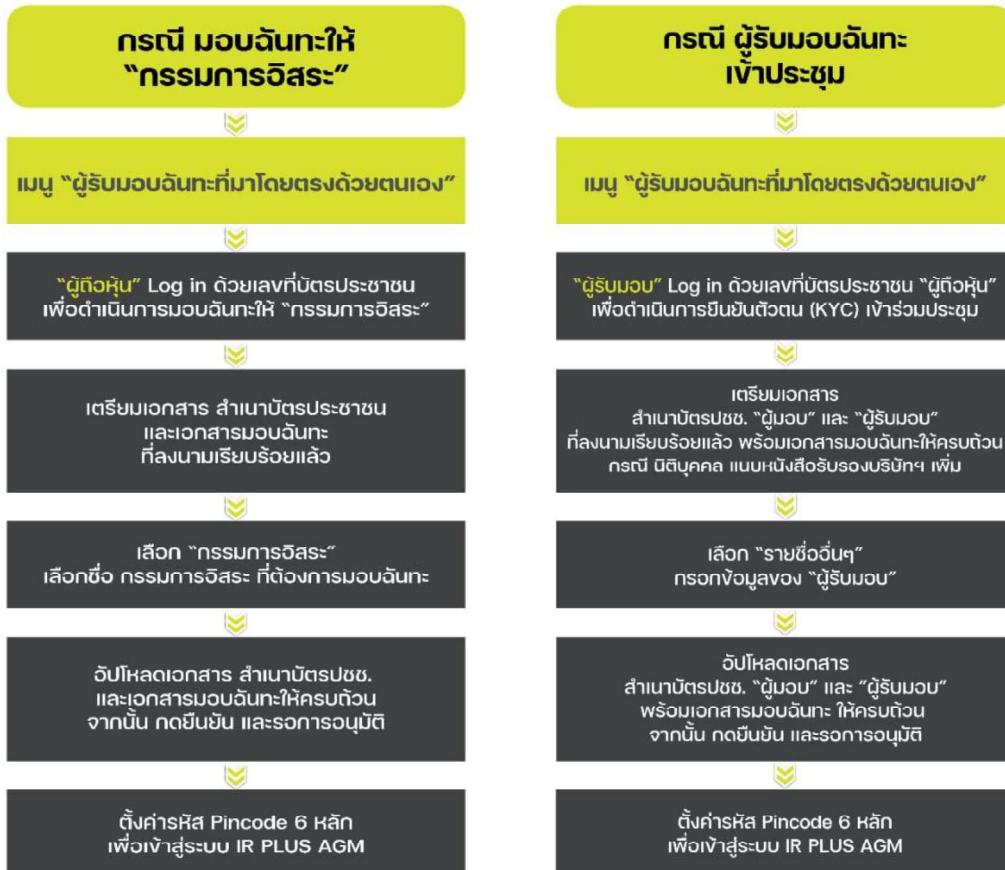 กรณี มอบฉันทะให้
“กรรมการอิสระ”
เมนู “ผู้รับมอบฉันทะที่มาโดยตรงด้วยตนเอง”
“ผู้ถือหุ้น” Log in ด้วยเลขที่บัตรประชาชน
เพื่อดำเนินการมอบฉันทะให้ “กรรมการอิสระ”
เตรียมเอกสาร สำเนาบัตรประชาชน
และเอกสารมอบฉันทะ
ที่ลงนามเรียบร้อยแล้ว
เลือก “กรรมการอิสระ”
เลือกชื่อ กรรมการอิสระ ที่ต้องการมอบฉันทะ
อัปโหลดเอกสาร สำเนาบัตรปชช.
และเอกสารมอบฉันทะให้ครบถ้วน
จากนั้น กดยืนยัน และรอการอนุมัติ
ตั้งค่ารหัส Pincode 6 หลัก
เพื่อเข้าสู่ระบบ IR PLUS AGM
กรณี ผู้รับมอบฉันทะ
เข้าประชุม
เมนู “ผู้รับมอบฉันทะที่มาโดยตรงด้วยตนเอง”
“ผู้รับมอบ” Log in ด้วยเลขที่บัตรประชาชน “ผู้ถือหุ้น”
เพื่อดำเนินการยืนยันตัวตน (KYC) เข้าร่วมประชุม
เตรียมเอกสาร
สำเนาบัตรปชช. “ผู้มอบ” และ “ผู้รับมอบ”
ที่ลงนามเรียบร้อยแล้ว พร้อมเอกสารมอบฉันทะให้ครบถ้วน
กรณี นิติบุคคล แนบหนังสือรับรองบริษัทฯ เพิ่ม
เลือก “รายชื่ออื่นๆ”
กรอกข้อมูลของ “ผู้รับมอบ”
อัปโหลดเอกสาร
สำเนาบัตรปชช. “ผู้มอบ” และ “ผู้รับมอบ”
พร้อมเอกสารมอบฉันทะ ให้ครบถ้วน
จากนั้น กดยืนยัน และรอการอนุมัติ
ตั้งค่ารหัส Pincode 6 หลัก
เพื่อเข้าสู่ระบบ IR PLUS AGM